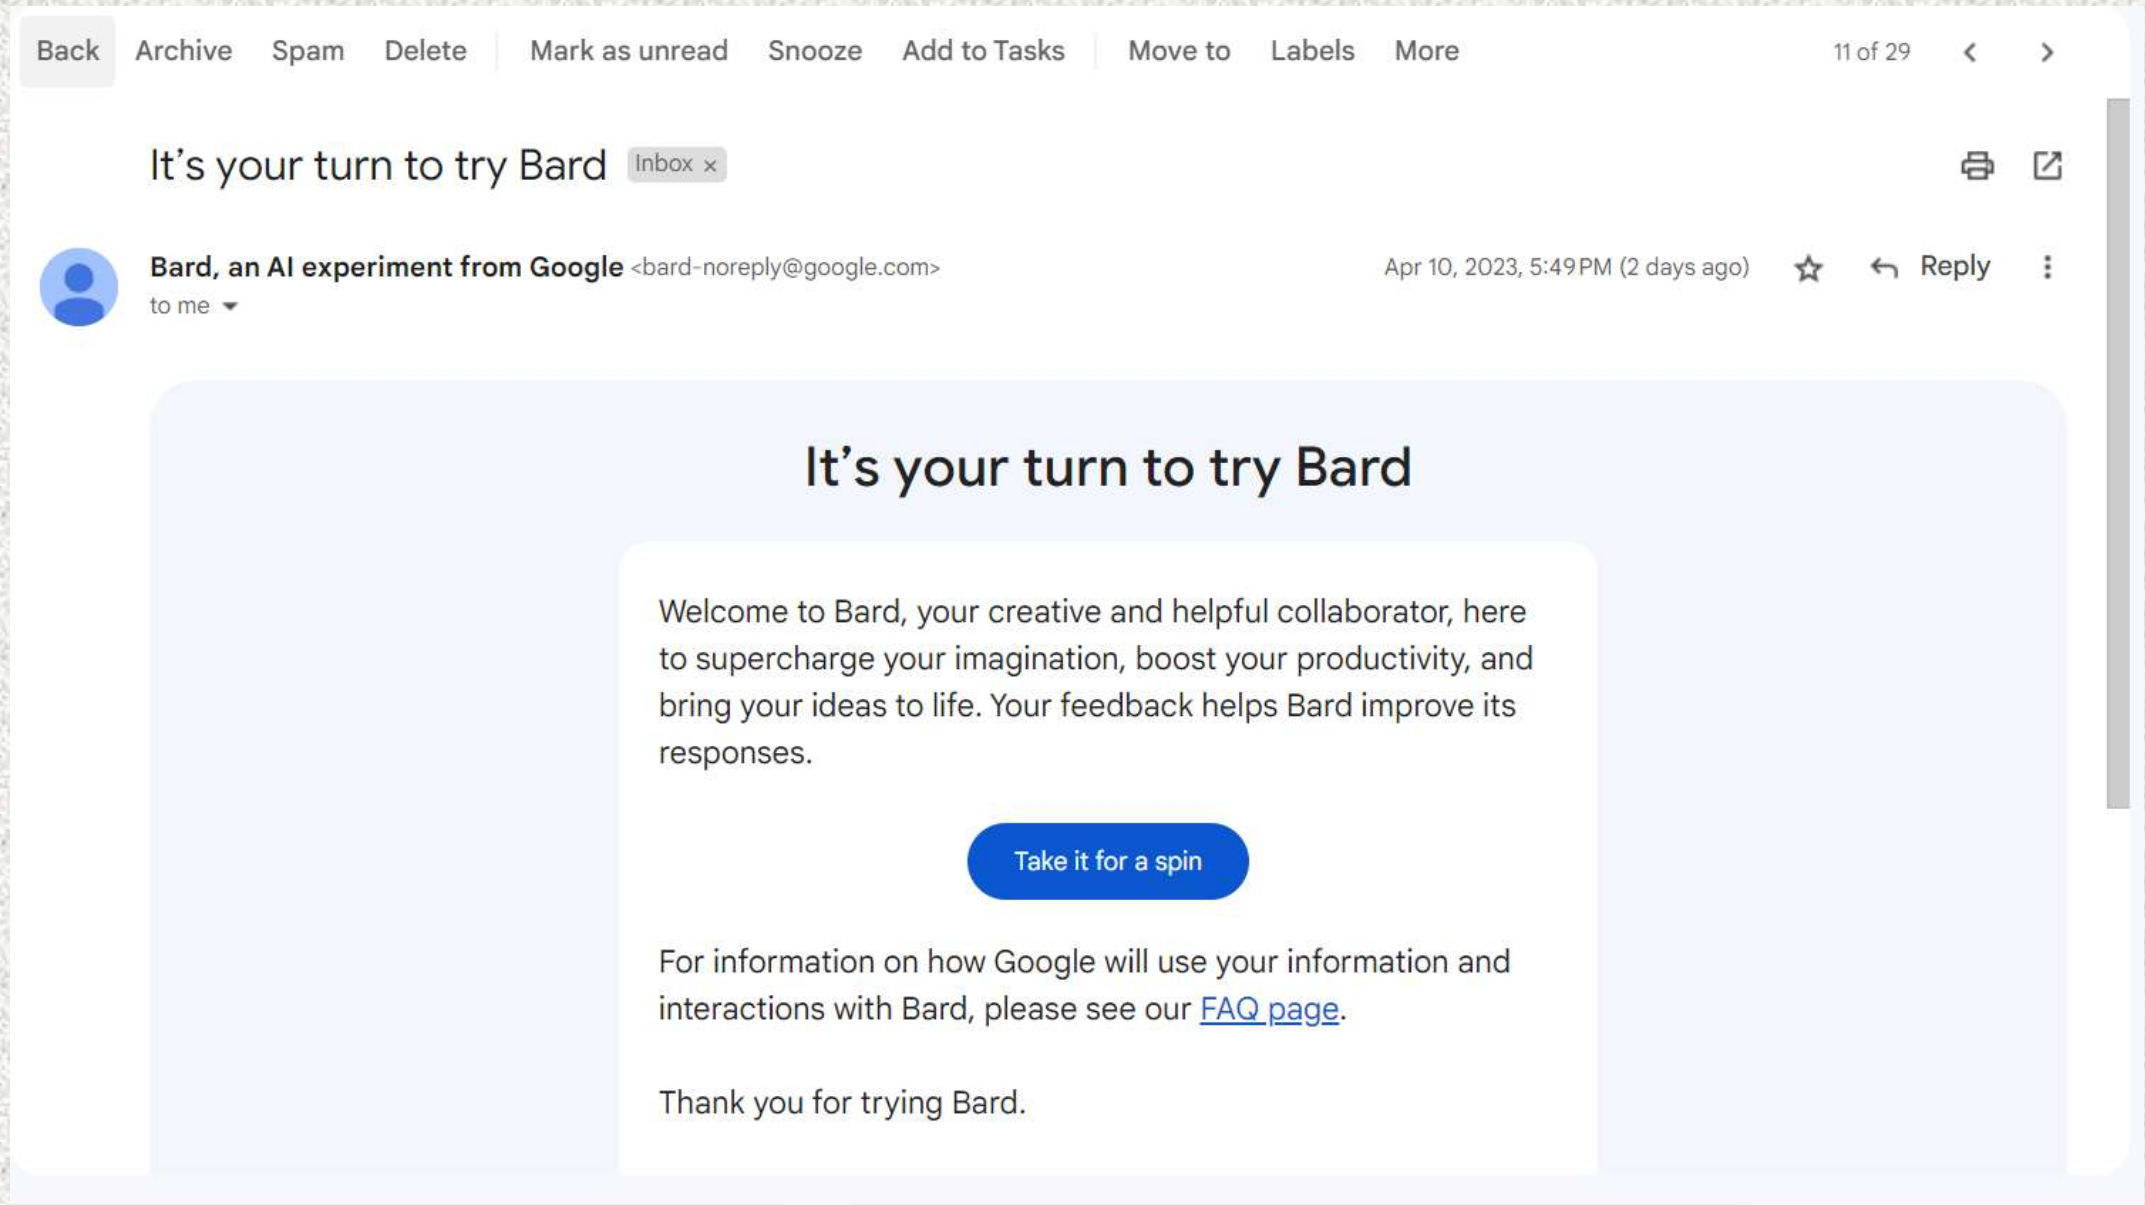 Back Archive Spam Delete Mark as unread Snooze Add to Tasks Move to Labels More 11 of 29
It’s your turn to try Bard Inbox ×
Bard, an AI experiment from Google <bard-noreply@google.com> Apr 10, 2023, 5:49 PM (2 days ago) Reply
to me
It’s your turn to try Bard
Welcome to Bard, your creative and helpful collaborator, here
to supercharge your imagination, boost your productivity, and
bring your ideas to life. Your feedback helps Bard improve its
responses.
Take it for a spin
For information on how Google will use your information and
interactions with Bard, please see our FAQ page.
Thank you for trying Bard.